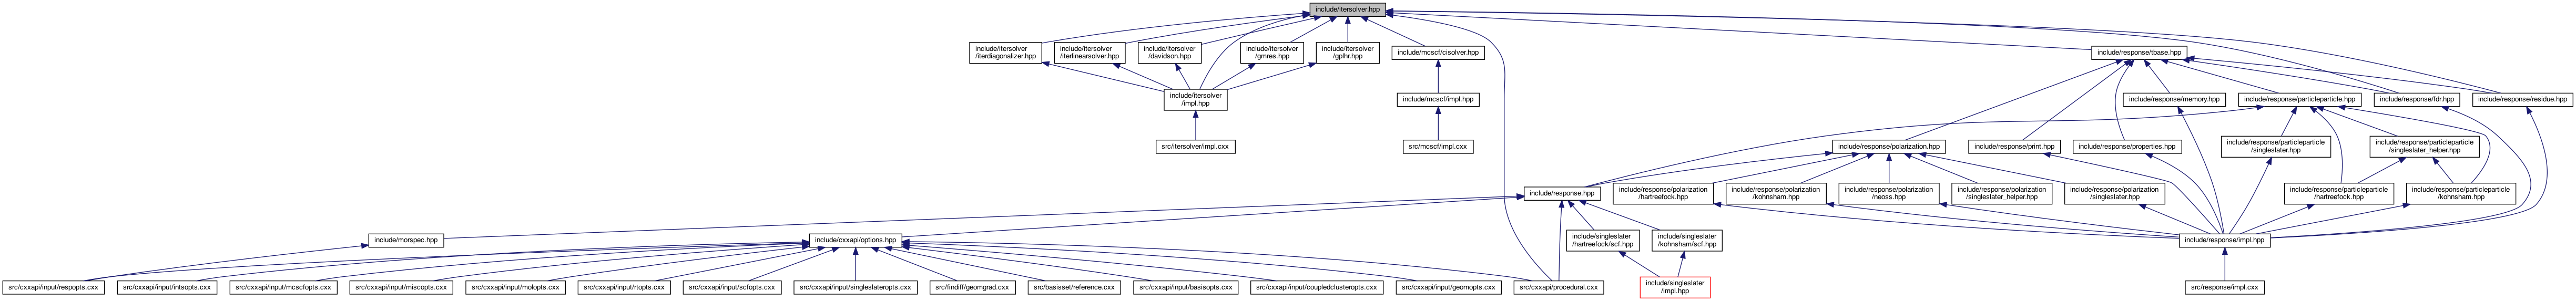 include/itersolver.hpp
include/itersolver
/iterdiagonalizer.hpp
include/itersolver
/iterlinearsolver.hpp
include/itersolver
/davidson.hpp
include/itersolver
/gmres.hpp
include/itersolver
/gplhr.hpp
include/mcscf/cisolver.hpp
include/response/tbase.hpp
include/itersolver
/impl.hpp
include/mcscf/impl.hpp
include/response/memory.hpp
include/response/particleparticle.hpp
include/response/fdr.hpp
include/response/residue.hpp
src/itersolver/impl.cxx
src/mcscf/impl.cxx
include/response/polarization.hpp
include/response/print.hpp
include/response/properties.hpp
include/response/particleparticle
/singleslater.hpp
include/response/particleparticle
/singleslater_helper.hpp
include/response.hpp
include/response/polarization
/hartreefock.hpp
include/response/polarization
/kohnsham.hpp
include/response/polarization
/neoss.hpp
include/response/polarization
/singleslater_helper.hpp
include/response/polarization
/singleslater.hpp
include/response/particleparticle
/hartreefock.hpp
include/response/particleparticle
/kohnsham.hpp
include/morspec.hpp
include/cxxapi/options.hpp
include/singleslater
/hartreefock/scf.hpp
include/singleslater
/kohnsham/scf.hpp
include/response/impl.hpp
src/cxxapi/input/respopts.cxx
src/cxxapi/input/intsopts.cxx
src/cxxapi/input/mcscfopts.cxx
src/cxxapi/input/miscopts.cxx
src/cxxapi/input/molopts.cxx
src/cxxapi/input/rtopts.cxx
src/cxxapi/input/scfopts.cxx
src/cxxapi/input/singleslateropts.cxx
src/findiff/geomgrad.cxx
src/basisset/reference.cxx
src/cxxapi/input/basisopts.cxx
src/cxxapi/input/coupledclusteropts.cxx
src/cxxapi/input/geomopts.cxx
src/cxxapi/procedural.cxx
include/singleslater
/impl.hpp
src/response/impl.cxx